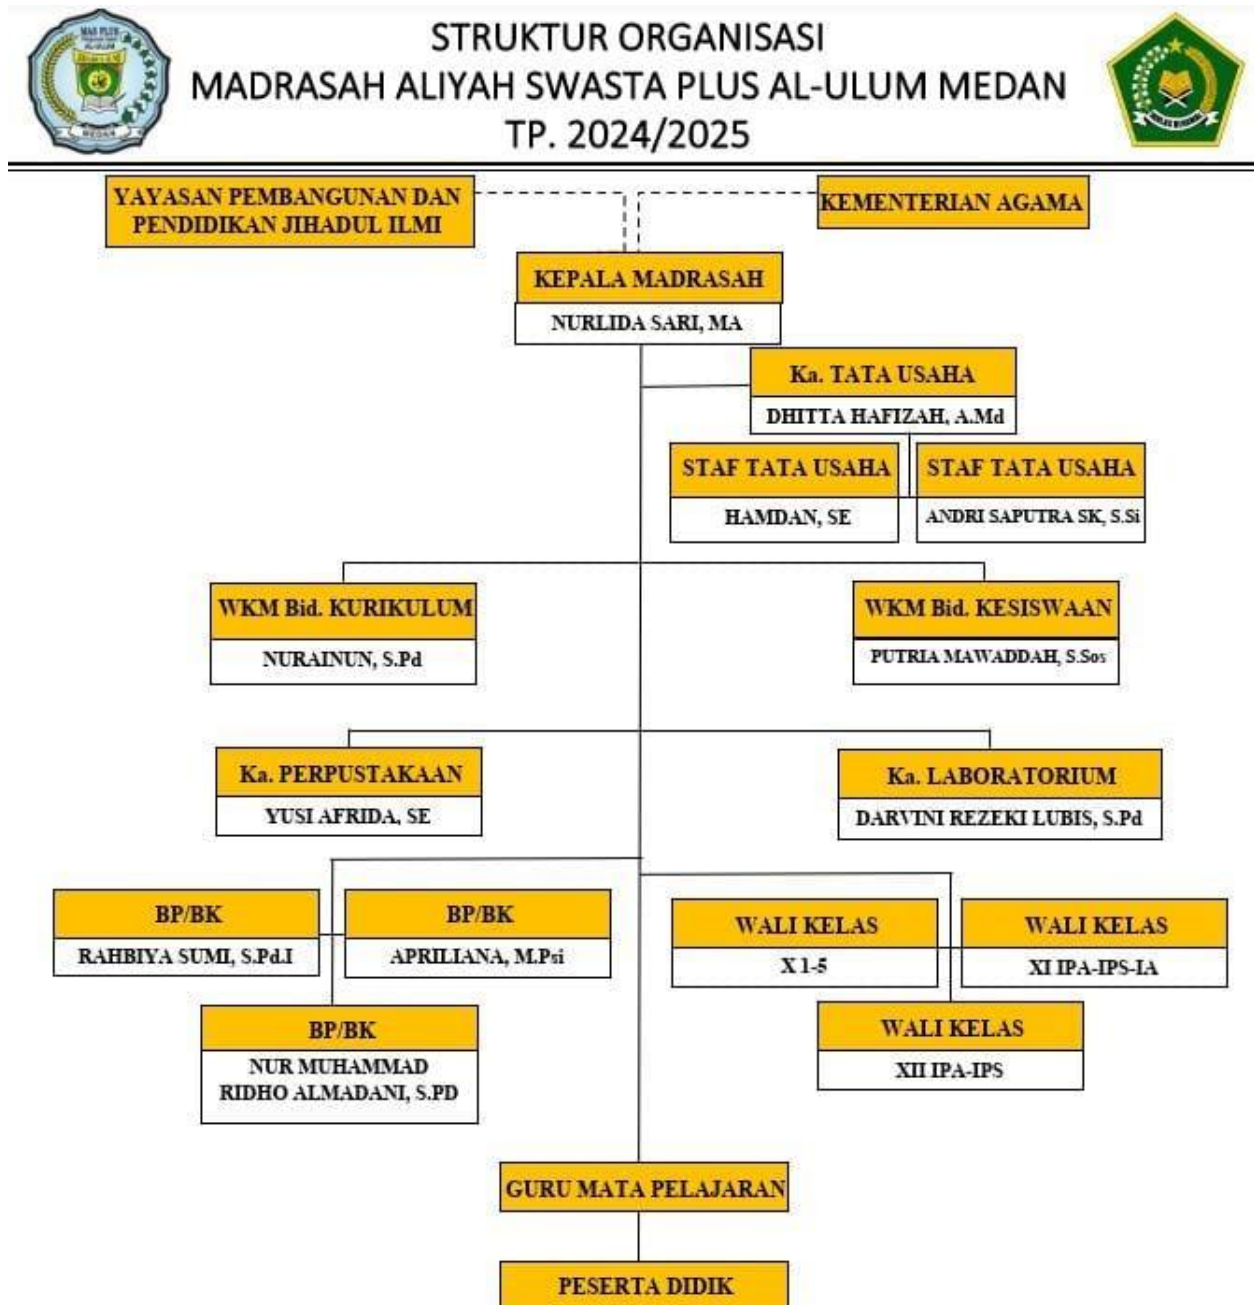 STRUKTUR ORGANISASI
MADRASAH ALIYAH SWASTA PLUS AL-ULUM MEDAN
TP. 2024/2025
MAS PLUS
AL-ULUM
MEDAN
YAYASAN PEMBANGUNAN DAN
PENDIDIKAN JIHADUL ILMI
KEMENTERIAN AGAMA
KEPALA MADRASAH
NURLIDA SARI, MA
Ka. TATA USAHA
DHITTA HAFIZAH, A.Md
STAF TATA USAHA
HAMDAN, SE
STAF TATA USAHA
ANDRI SAPUTRA SK, S.Si
WKM Bid. KURIKULUM
NURAINUN, S.Pd
WKM Bid. KESISWAAN
PUTRIA MAWADDAH, S.Sos
Ka. PERPUSTAKAAN
YUSI AFRIDA, SE
Ka. LABORATORIUM
DARVINI REZEKI LUBIS, S.Pd
BP/BK
RAHBIYA SUMI, S.Pd.I
BP/BK
APRILIANA, M.Psi
BP/BK
NUR MUHAMMAD
RIDHO ALMADANI, S.PD
WALI KELAS
X 1-5
WALI KELAS
XI IPA-IPS-IA
WALI KELAS
XII IPA-IPS
GURU MATA PELAJARAN
PESERTA DIDIK